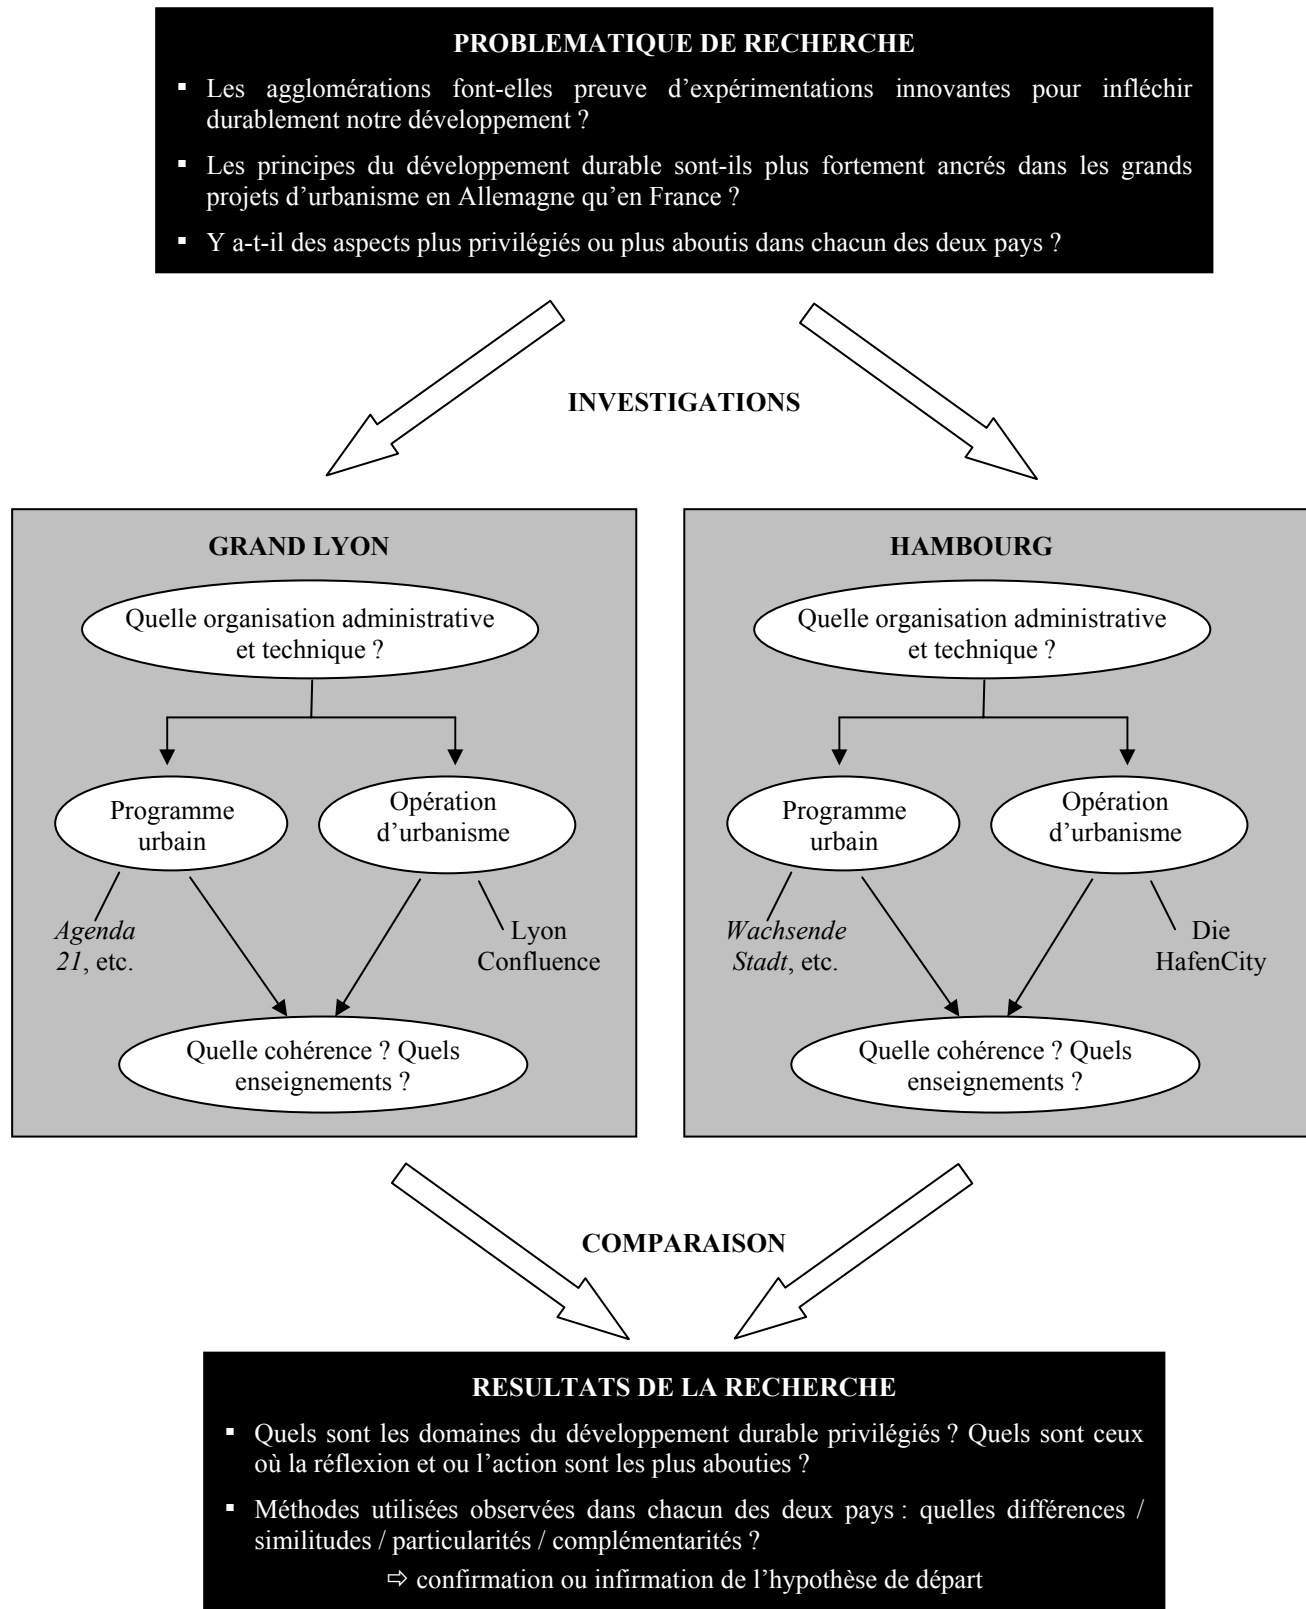 PROBLEMATIQUE DE RECHERCHE
▪ Les agglomérations font-elles preuve d’expérimentations innovantes pour infléchir
durablement notre développement ?
▪ Les principes du développement durable sont-ils plus fortement ancrés dans les grands
projets d’urbanisme en Allemagne qu’en France ?
▪ Y a-t-il des aspects plus privilégiés ou plus aboutis dans chacun des deux pays ?
INVESTIGATIONS
GRAND LYON
Quelle organisation administrative
et technique ?
Programme
urbain
Opération
d’urbanisme
Agenda
21, etc.
Lyon
Confluence
Quelle cohérence ? Quels
enseignements ?
HAMBOURG
Quelle organisation administrative
et technique ?
Programme
urbain
Opération
d’urbanisme
Wachsende
Stadt, etc.
Die
HafenCity
Quelle cohérence ? Quels
enseignements ?
COMPARAISON
RESULTATS DE LA RECHERCHE
▪ Quels sont les domaines du développement durable privilégiés ? Quels sont ceux
où la réflexion et ou l’action sont les plus abouties ?
▪ Méthodes utilisées observées dans chacun des deux pays : quelles différences /
similitudes / particularités / complémentarités ?
⇨ confirmation ou infirmation de l’hypothèse de départ